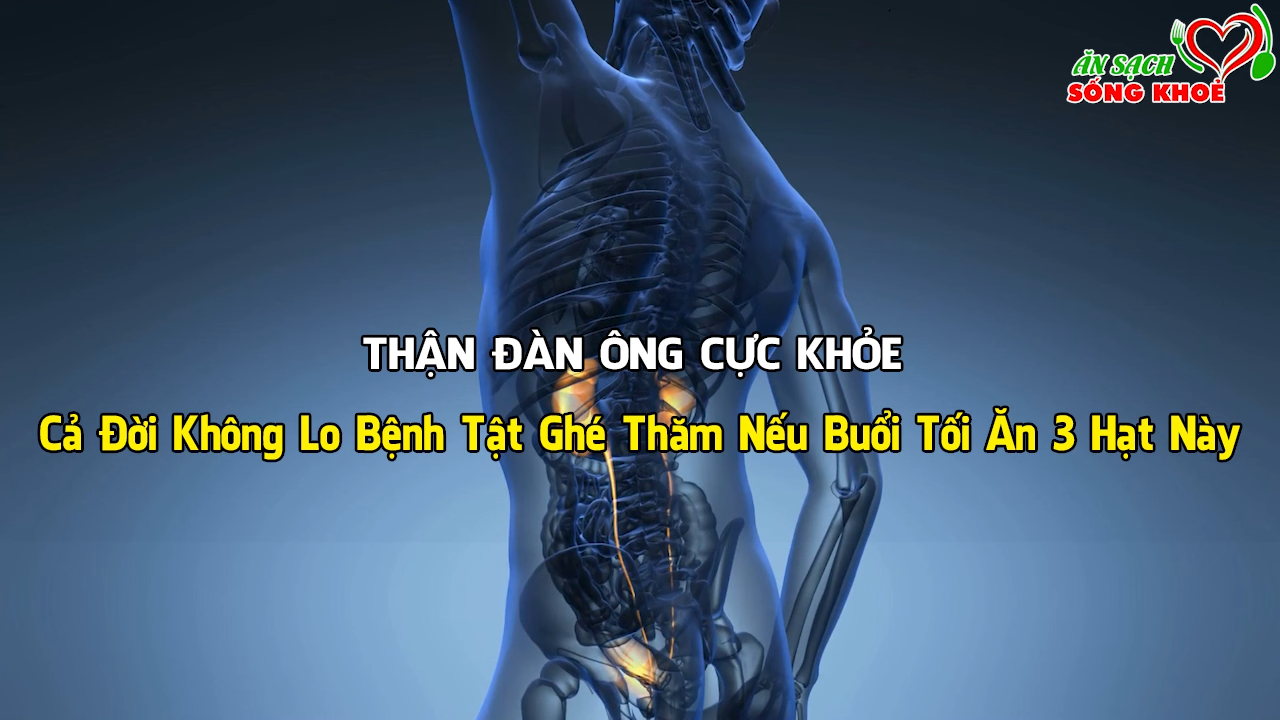 ĂN SẠCH
SỐNG KHOẺ
THẬN ĐÀN ÔNG CỰC KHỎE
Cả Đời Không Lo Bệnh Tật Ghé Thăm Nếu Buổi Tối Ăn 3 Hạt Này